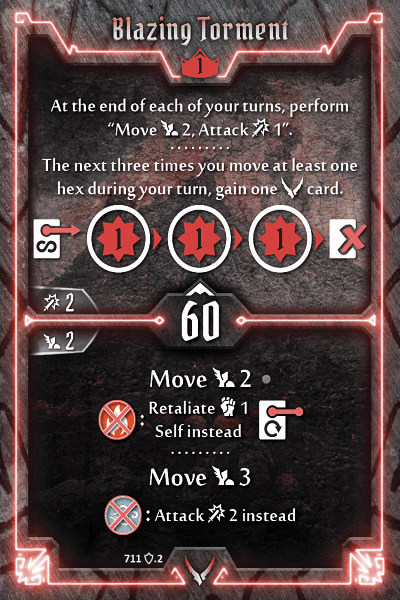 Blazing Torment
1
At the end of each of your turns, perform
“Move 2, Attack 1”.
The next three times you move at least one
hex during your turn, gain one card.
1 1 1
2
60
2
Move 2
: Retaliate 1
Self instead
Move 3
: Attack 2 instead
711 .2